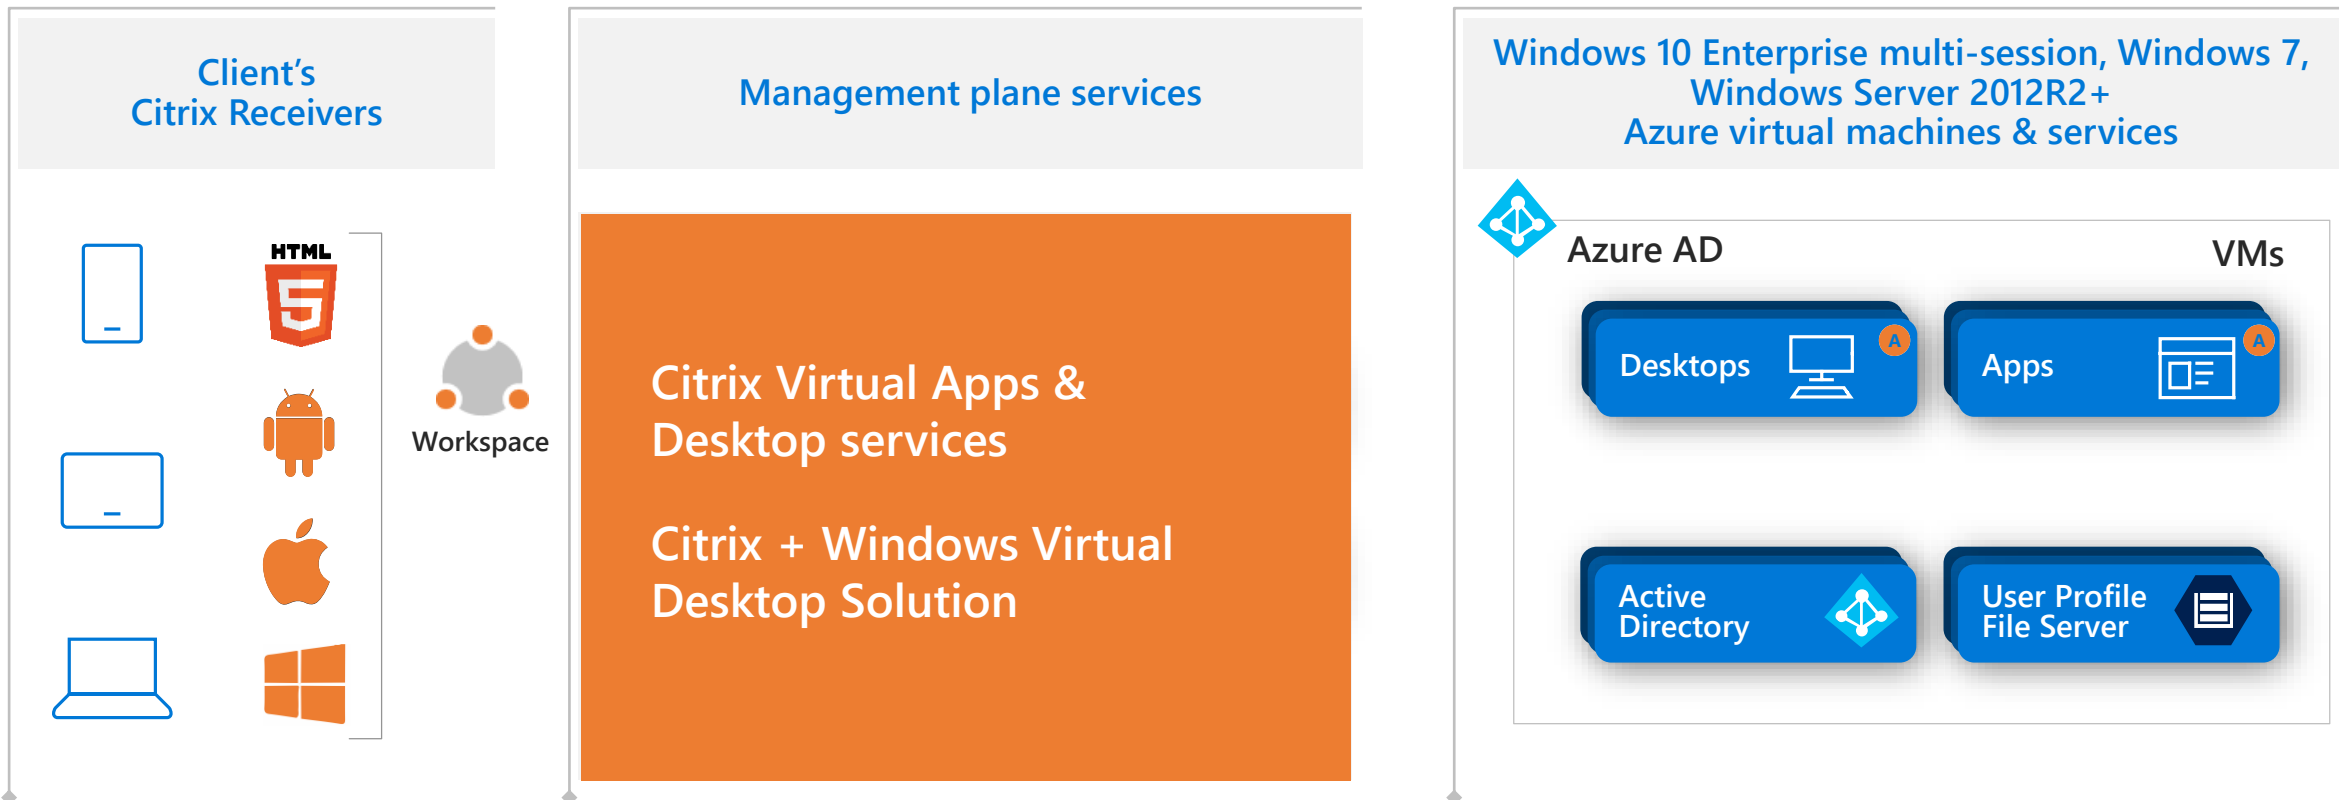 Client’s
Citrix Receivers
HTML
5
Workspace
Management plane services
Citrix Virtual Apps &
Desktop services
Citrix + Windows Virtual
Desktop Solution
Windows 10 Enterprise multi-session, Windows 7,
Windows Server 2012R2+
Azure virtual machines & services
Azure AD
VMs
Desktops
A
Apps
A
Active
Directory
User Profile
File Server